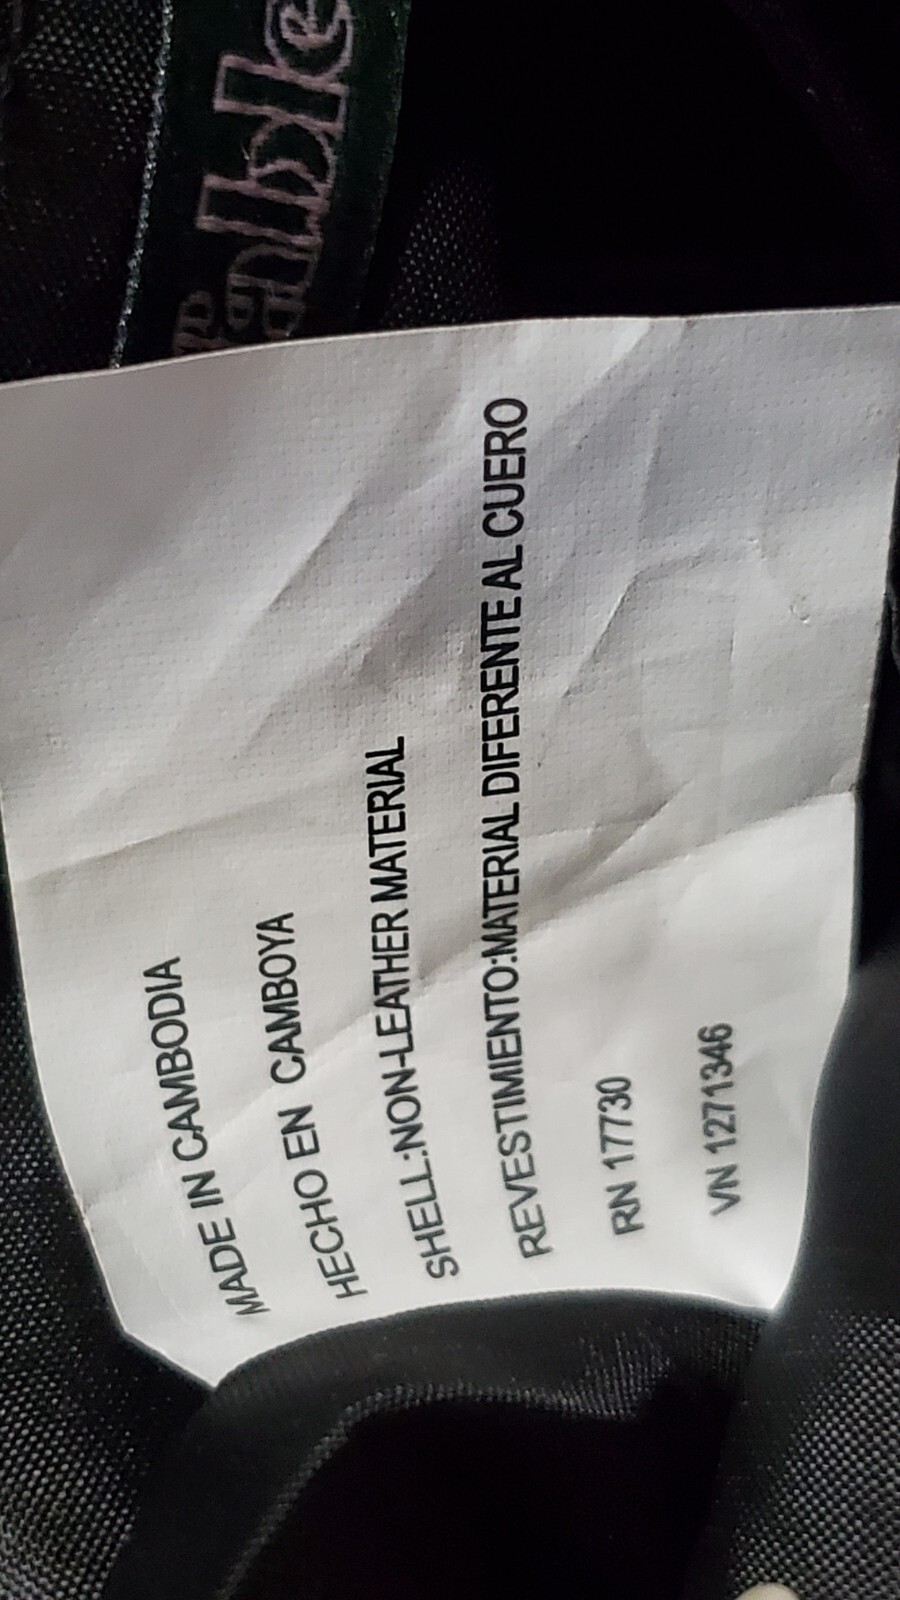 MADE IN CAMBODIA
HECHO EN CAMBOYA
SHELL:NON-LEATHER MATERIAL
REVESTIMIENTO:MATERIAL DIFERENTE AL CUERO
RN 17730
VN 1271346